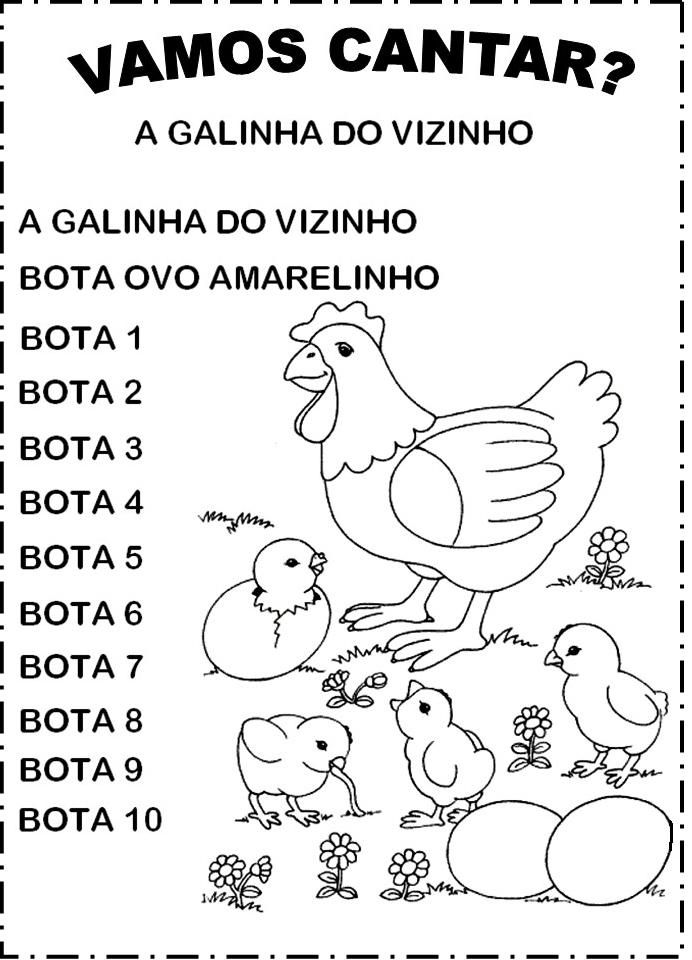 VAMOS CANTAR?
A GALINHA DO VIZINHO
A GALINHA DO VIZINHO
BOTA OVO AMARELINHO
BOTA 1
BOTA 2
BOTA 3
BOTA 4
BOTA 5
BOTA 6
BOTA 7
BOTA 8
BOTA 9
BOTA 10